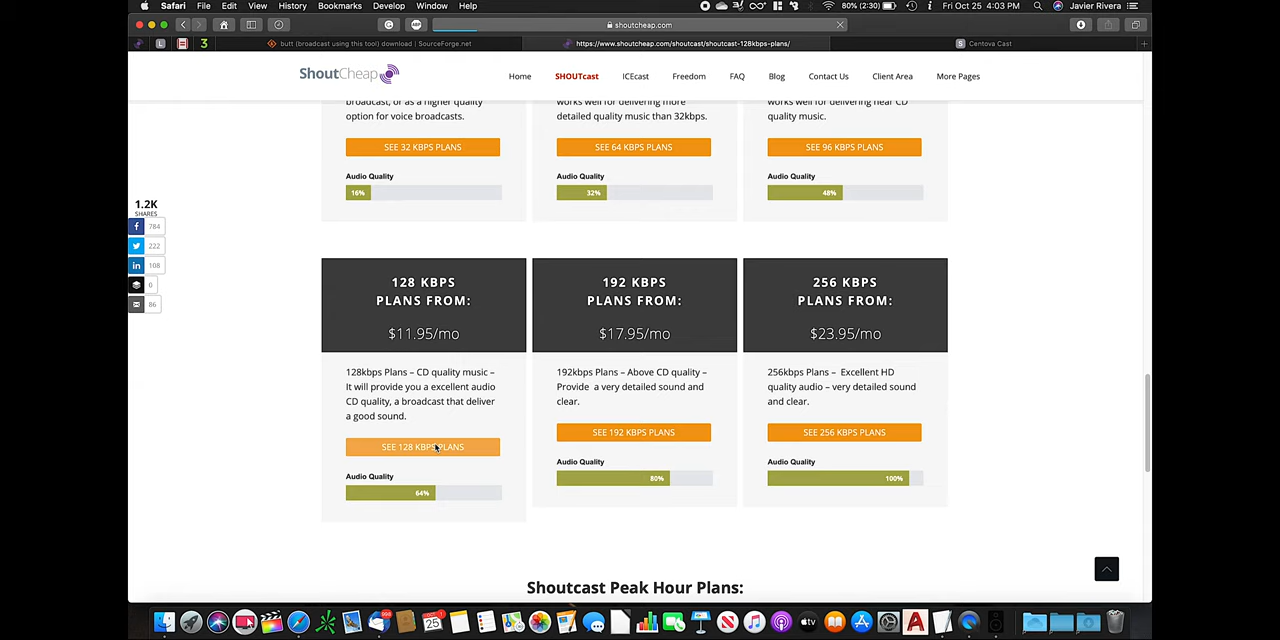 Safari File Edit View History Bookmarks Develop Window Help
80% (2:30) Fri Oct 25 4:03 PM Javier Rivera
shoutcheap.com
butt (broadcast using this tool) download | SourceForge.net
https://www.shoutcheap.com/shoutcast/shoutcast-128kbps-plans/
Centova Cast
ShoutCheap
Home SHOUTcast ICEcast Freedom FAQ Blog Contact Us Client Area More Pages
broadcast, or as a higher quality
option for voice broadcasts.
SEE 32 KBPS PLANS
Audio Quality
16%
works well for delivering more
detailed quality music than 32kbps.
SEE 64 KBPS PLANS
Audio Quality
32%
works well for delivering near CD
quality music.
SEE 96 KBPS PLANS
Audio Quality
48%
1.2K
SHARES
784
222
108
0
86
128 KBPS
PLANS FROM:
$11.95/mo
128kbps Plans – CD quality music –
It will provide you a excellent audio
CD quality, a broadcast that deliver
a good sound.
SEE 128 KBPS PLANS
Audio Quality
64%
192 KBPS
PLANS FROM:
$17.95/mo
192kbps Plans – Above CD quality –
Provide a very detailed sound and
clear.
SEE 192 KBPS PLANS
Audio Quality
80%
256 KBPS
PLANS FROM:
$23.95/mo
256kbps Plans – Excellent HD
quality audio – very detailed sound
and clear.
SEE 256 KBPS PLANS
Audio Quality
100%
Shoutcast Peak Hour Plans: